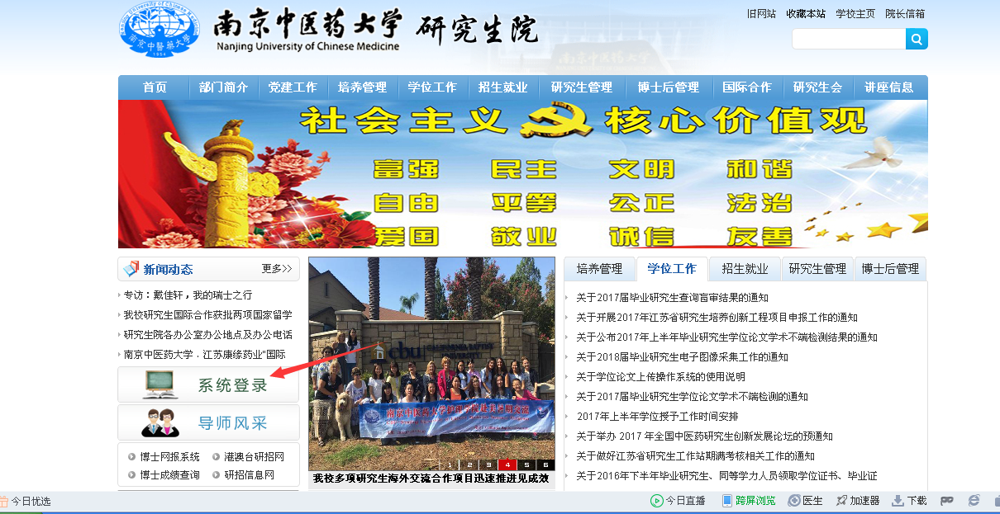 南京中医药大学 研究生院
Nanjing University of Chinese Medicine
旧网站 收藏本站 学校主页 院长信箱
首页 部门简介 党建工作 培养管理 学位工作 招生就业 研究生管理 博士后管理 国际合作 研究生会 讲座信息
社会主义核心价值观
富强 民主 文明 和谐
自由 平等 公正 法治
爱国 敬业 诚信 友善
新闻动态 更多>>
专访：戴佳轩，我的瑞士之行
我校研究生国际合作获批两项国家留学
研究生院各办公室办公地点及办公电话
南京中医药大学．江苏康缘药业"国际
系统登录
导师风采
博士网报系统 港澳台研招网
博士成绩查询 研招信息网
cbu CALIFORNIA BAPTIST
UNIVERSITY
1 2 3 4 5 6
我校多项研究生海外交流合作项目迅速推进见成效
培养管理 学位工作 招生就业 研究生管理 博士后管理
关于2017届毕业研究生查询盲审结果的通知
关于开展2017年江苏省研究生培养创新工程项目申报工作的通知
关于公布2017年上半年毕业研究生学位论文学术不端检测结果的通知
关于2018届毕业研究生电子图像采集工作的通知
关于学位论文上传操作系统的使用说明
关于2017届毕业研究生学位论文学术不端检测的通知
2017年上半年学位授予工作时间安排
关于举办 2017 年全国中医药研究生创新发展论坛的预通知
关于做好江苏省研究生工作站期满考核相关工作的通知
关于2016年下半年毕业研究生、同等学力人员领取学位证书、毕业证
今日优选 今日直播 跨屏浏览 医生 加速器 下载